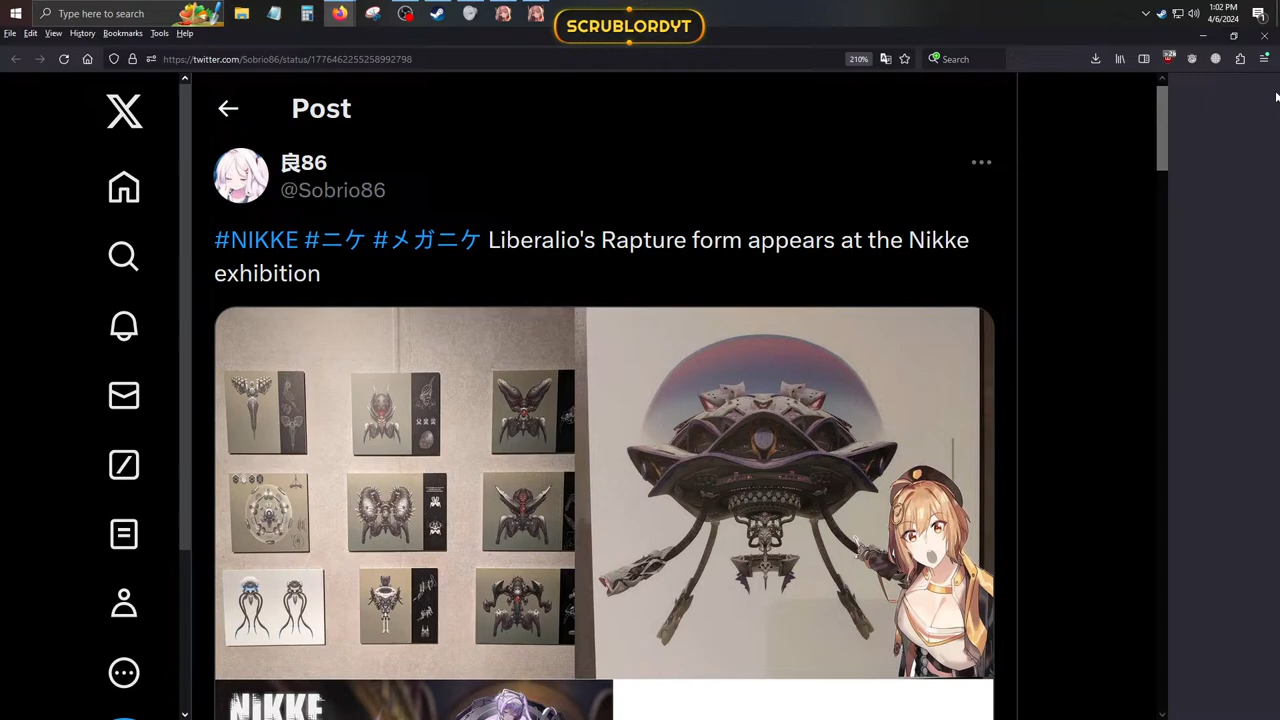 Type here to search
1:02 PM
4/6/2024
SCRUBLORDYT
File Edit View History Bookmarks Tools Help
https://twitter.com/Sobrio86/status/1776462255258992798
210%
Search
Post
良86
@Sobrio86
#NIKKE #ニケ #メガニケ Liberalio's Rapture form appears at the Nikke
exhibition
NIKKE